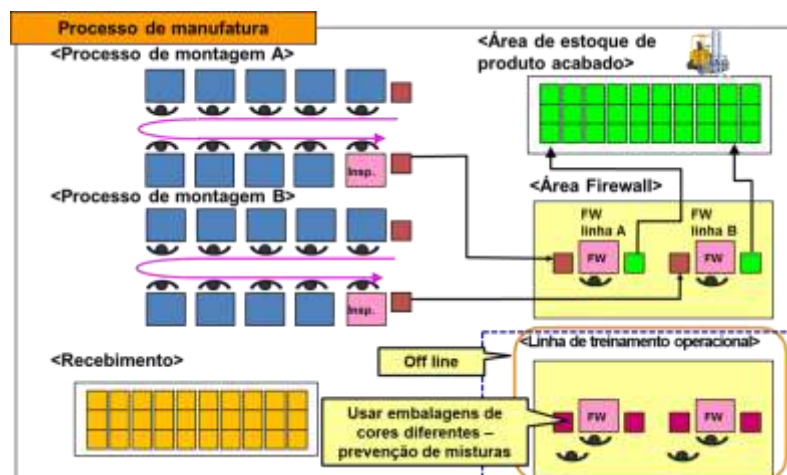 Processo de manufatura
<Processo de montagem A>
<Área de estoque de
produto acabado>
Insp.
<Processo de montagem B>
<Área Firewall>
FW
linha A
FW
linha B
FW
FW
Insp.
<Recebimento>
Off line
<Linha de treinamento operacional>
Usar embalagens de
cores diferentes –
prevenção de misturas
FW
FW